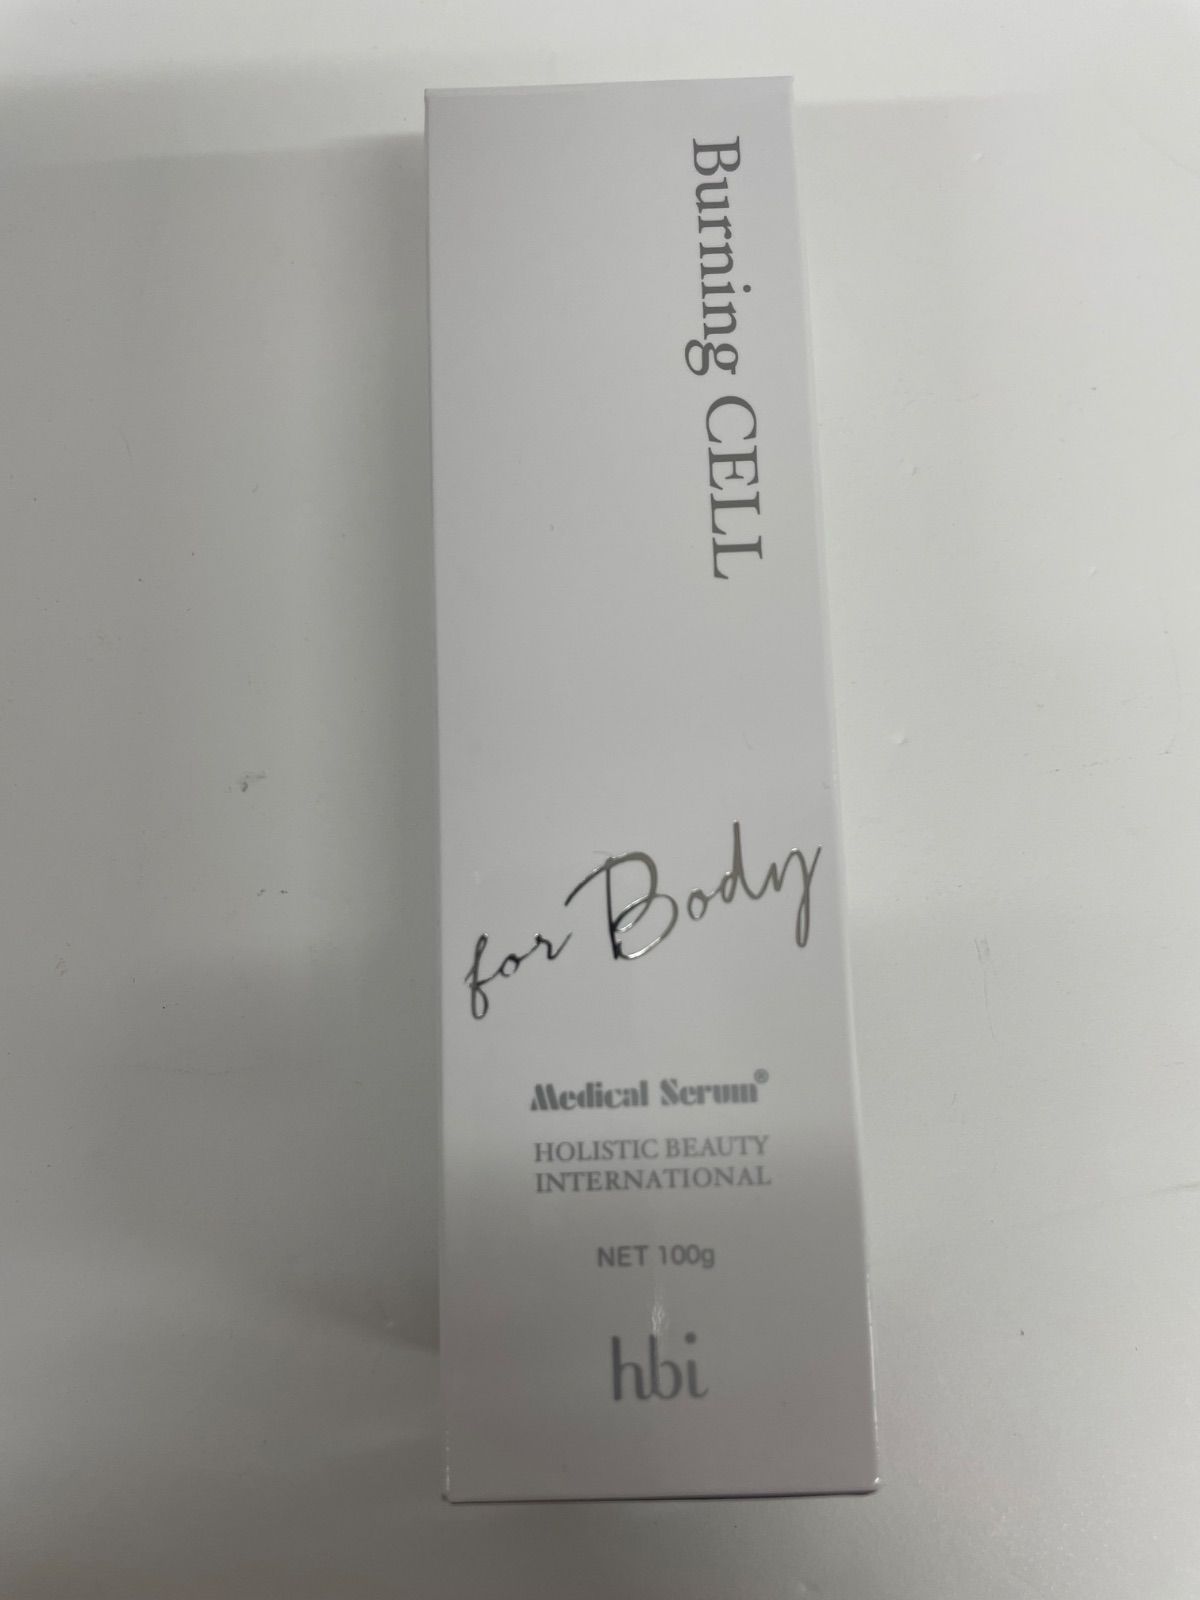 Burning CELL
for Body
Medical Serum®
HOLISTIC BEAUTY
INTERNATIONAL
NET 100g
hbi